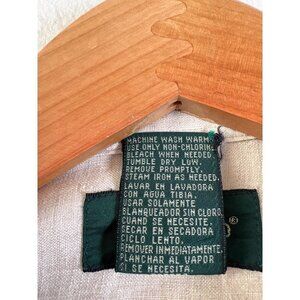 MACHINE WASH WARM.
USE ONLY NON-CHLORINE
BLEACH WHEN NEEDED.
TUMBLE DRY LOW.
REMOVE PROMPTLY.
STEAM IRON AS NEEDED.
LAVAR EN LAVADORA
CON AGUA TIBIA.
USAR SOLAMENTE
BLANQUEADOR SIN CLORO,
CUANDO SE NECESITE.
SECAR EN SECADORA
CICLO LENTO.
REMOVER INMEDIATAMENTE.
PLANCHAR AL VAPOR
SI SE NECESITA.
®